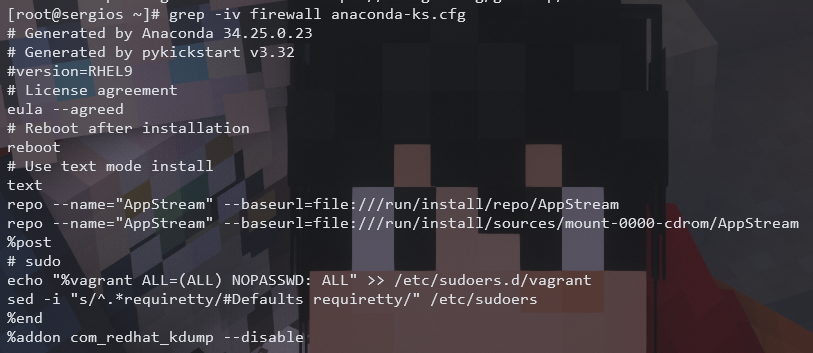 [root@sergios ~]# grep -iv firewall anaconda-ks.cfg
# Generated by Anaconda 34.25.0.23
# Generated by pykickstart v3.32
#version=RHEL9
# License agreement
eula --agreed
# Reboot after installation
reboot
# Use text mode install
text
repo --name="AppStream" --baseurl=file:///run/install/repo/AppStream
repo --name="AppStream" --baseurl=file:///run/install/sources/mount-0000-cdrom/AppStream
%post
# sudo
echo "%vagrant ALL=(ALL) NOPASSWD: ALL" >> /etc/sudoers.d/vagrant
sed -i "s/^.*requiretty/#Defaults requiretty/" /etc/sudoers
%end
%addon com_redhat_kdump --disable